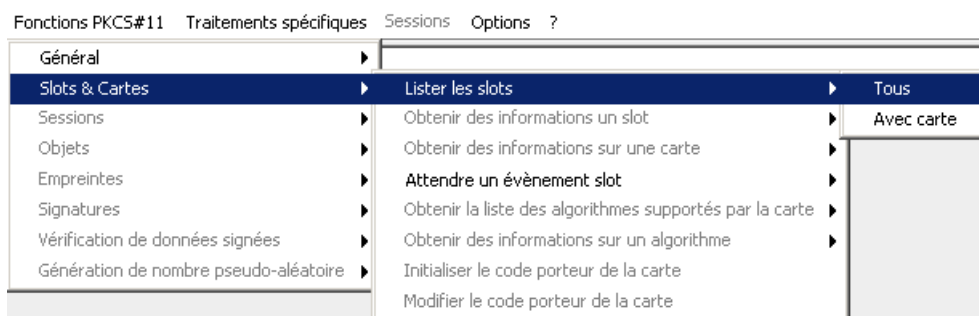 Fonctions PKCS#11 Traitements spécifiques Sessions Options ?
Général
Slots & Cartes
Sessions
Objets
Empreintes
Signatures
Vérification de données signées
Génération de nombre pseudo-aléatoire
Lister les slots
Obtenir des informations un slot
Obtenir des informations sur une carte
Attendre un évènement slot
Obtenir la liste des algorithmes supportés par la carte
Obtenir des informations sur un algorithme
Initialiser le code porteur de la carte
Modifier le code porteur de la carte
Tous
Avec carte